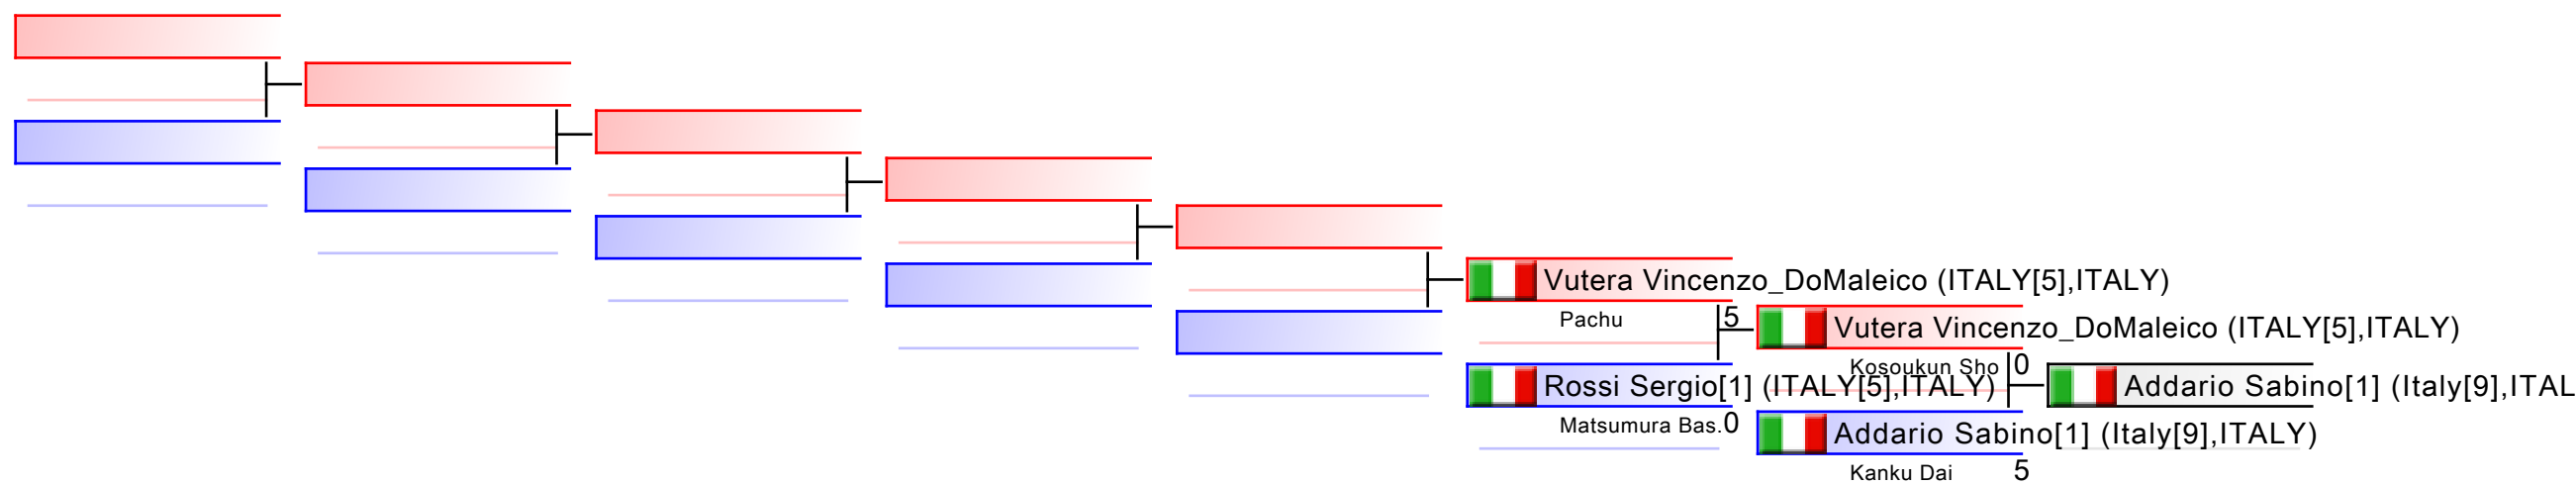 Vutera Vincenzo_DoMaleico (ITALY[5],ITALY)
Pachu
5
Vutera Vincenzo_DoMaleico (ITALY[5],ITALY)
Kosoukun Sho
0
Rossi Sergio[1] (ITALY[5],ITALY)
Addario Sabino[1] (Italy[9],ITAL
Matsumura Bas.
0
Addario Sabino[1] (Italy[9],ITALY)
Kanku Dai
5